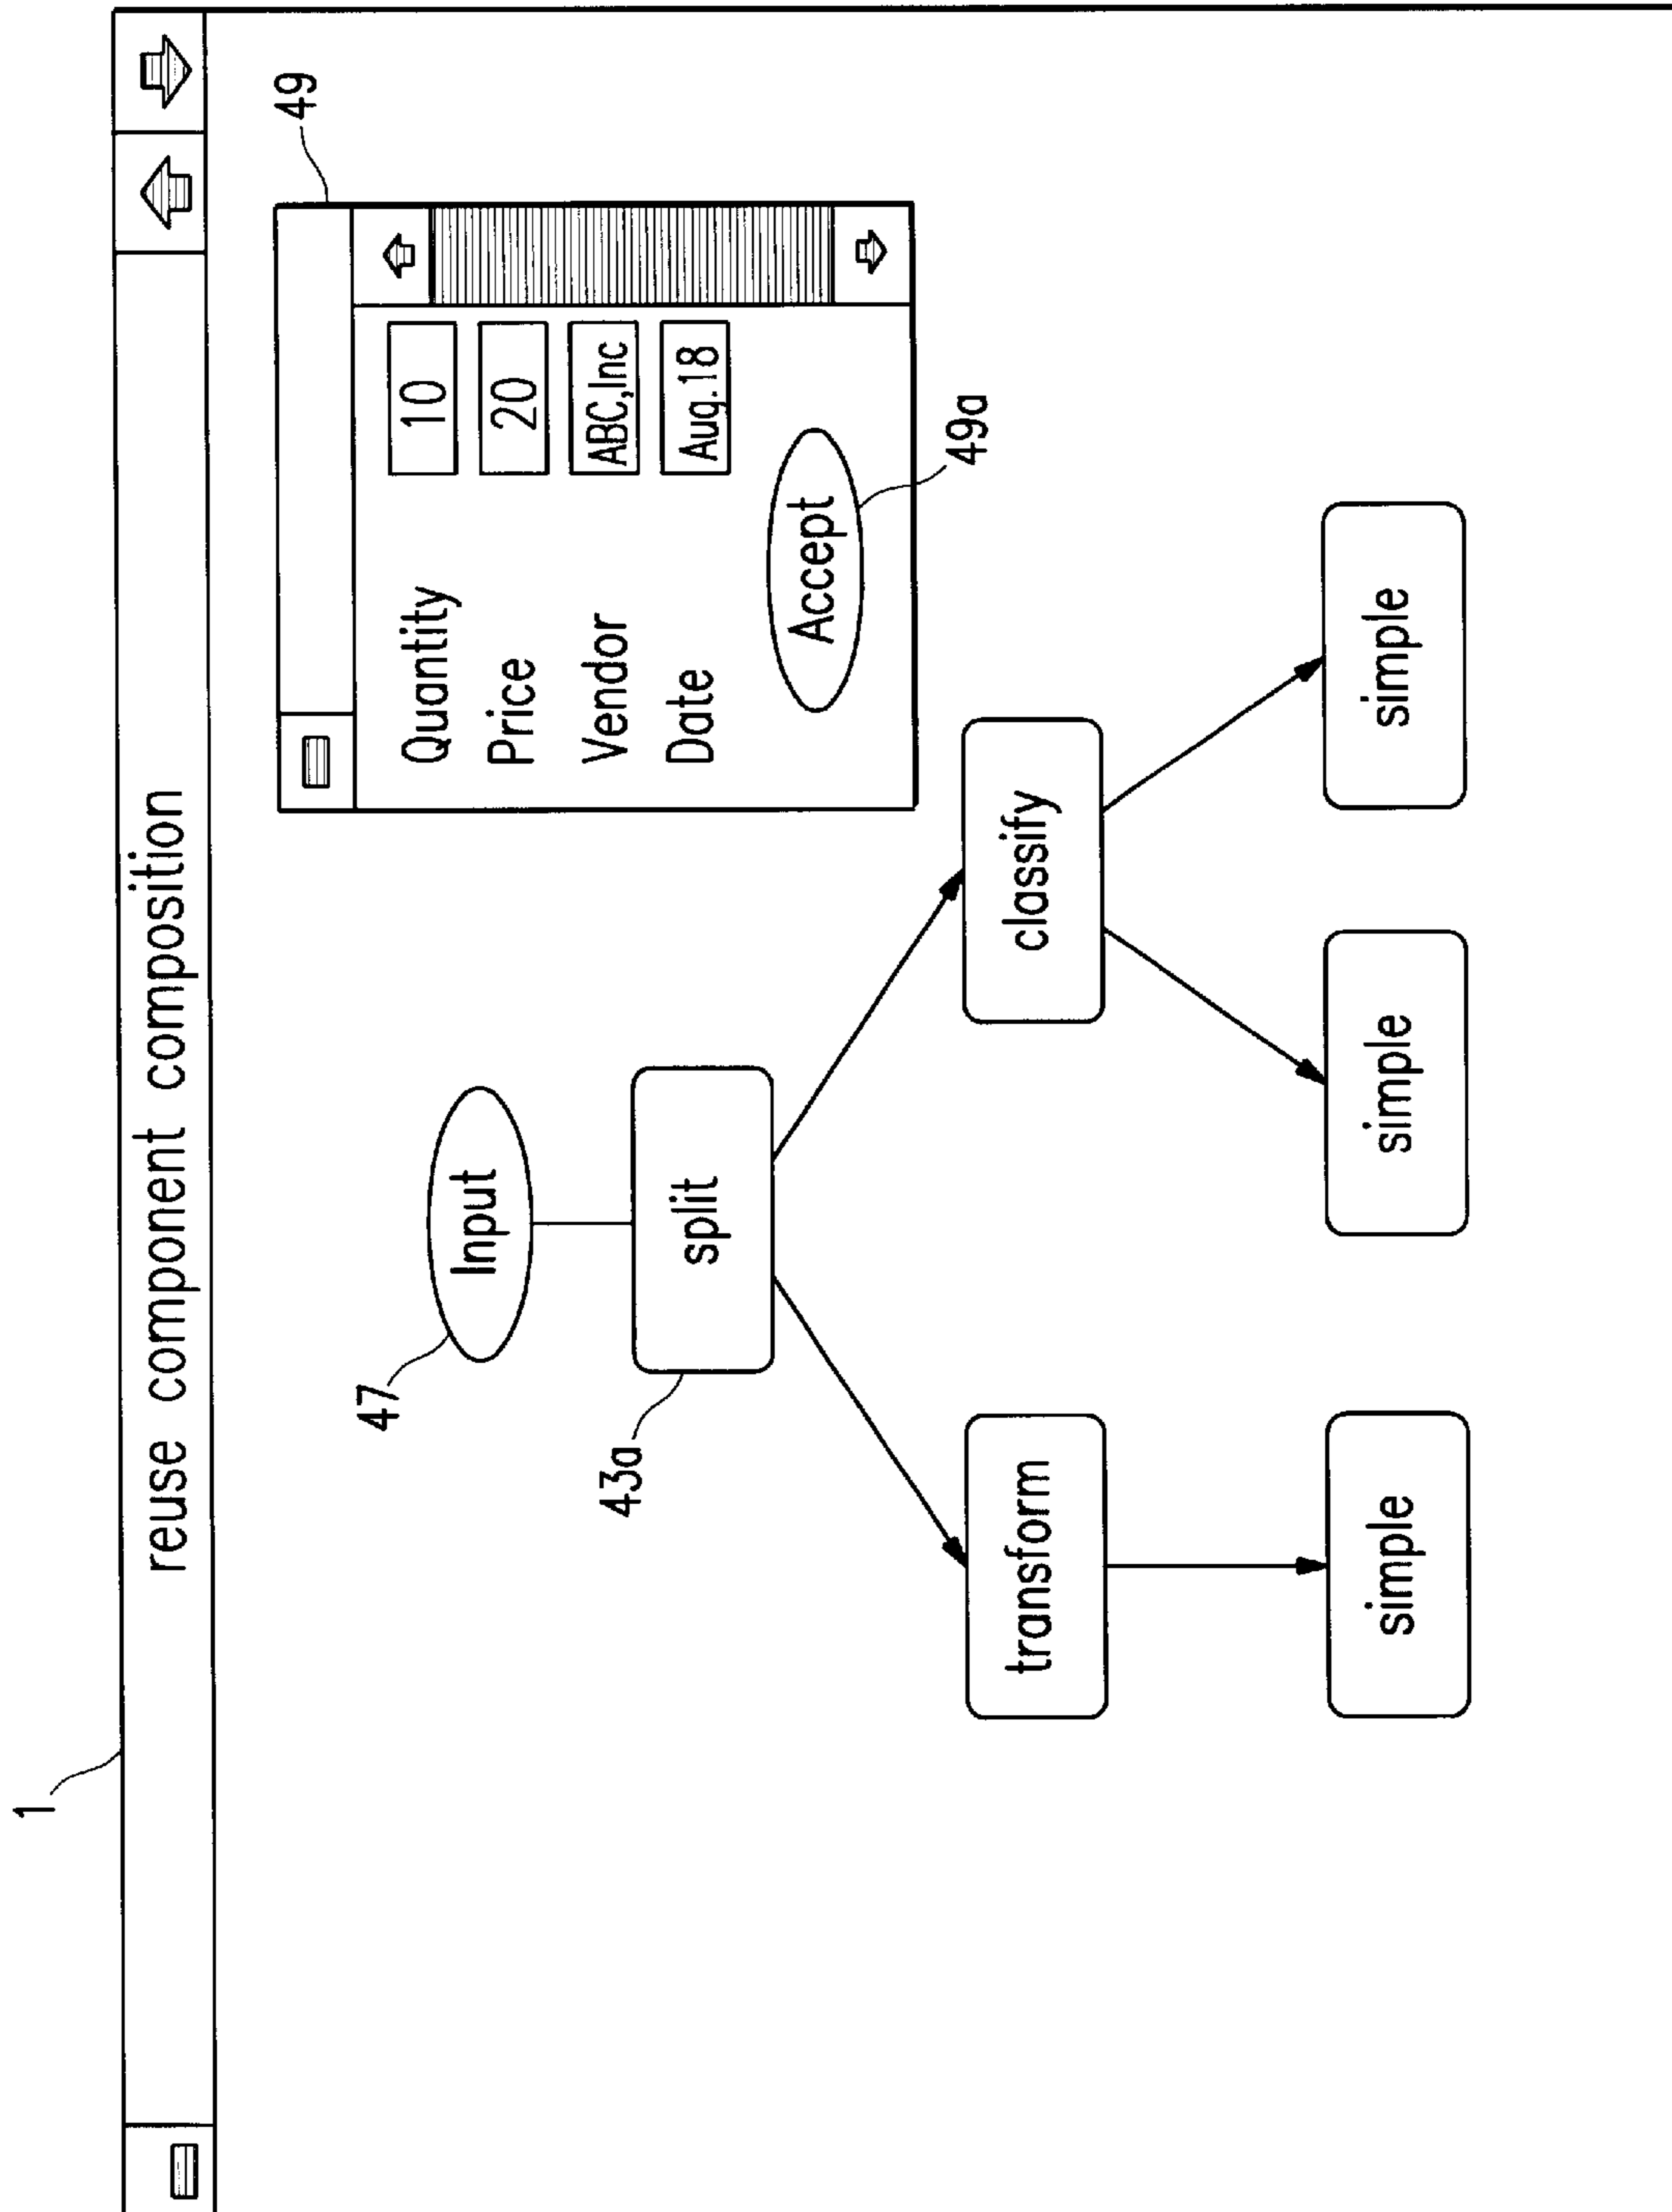 1
reuse component composition
49
Quantity 10
Price 20
Vendor ABC,Inc
Date Aug.18
Accept
49a
47
Input
43a
split
transform
classify
simple
simple
simple